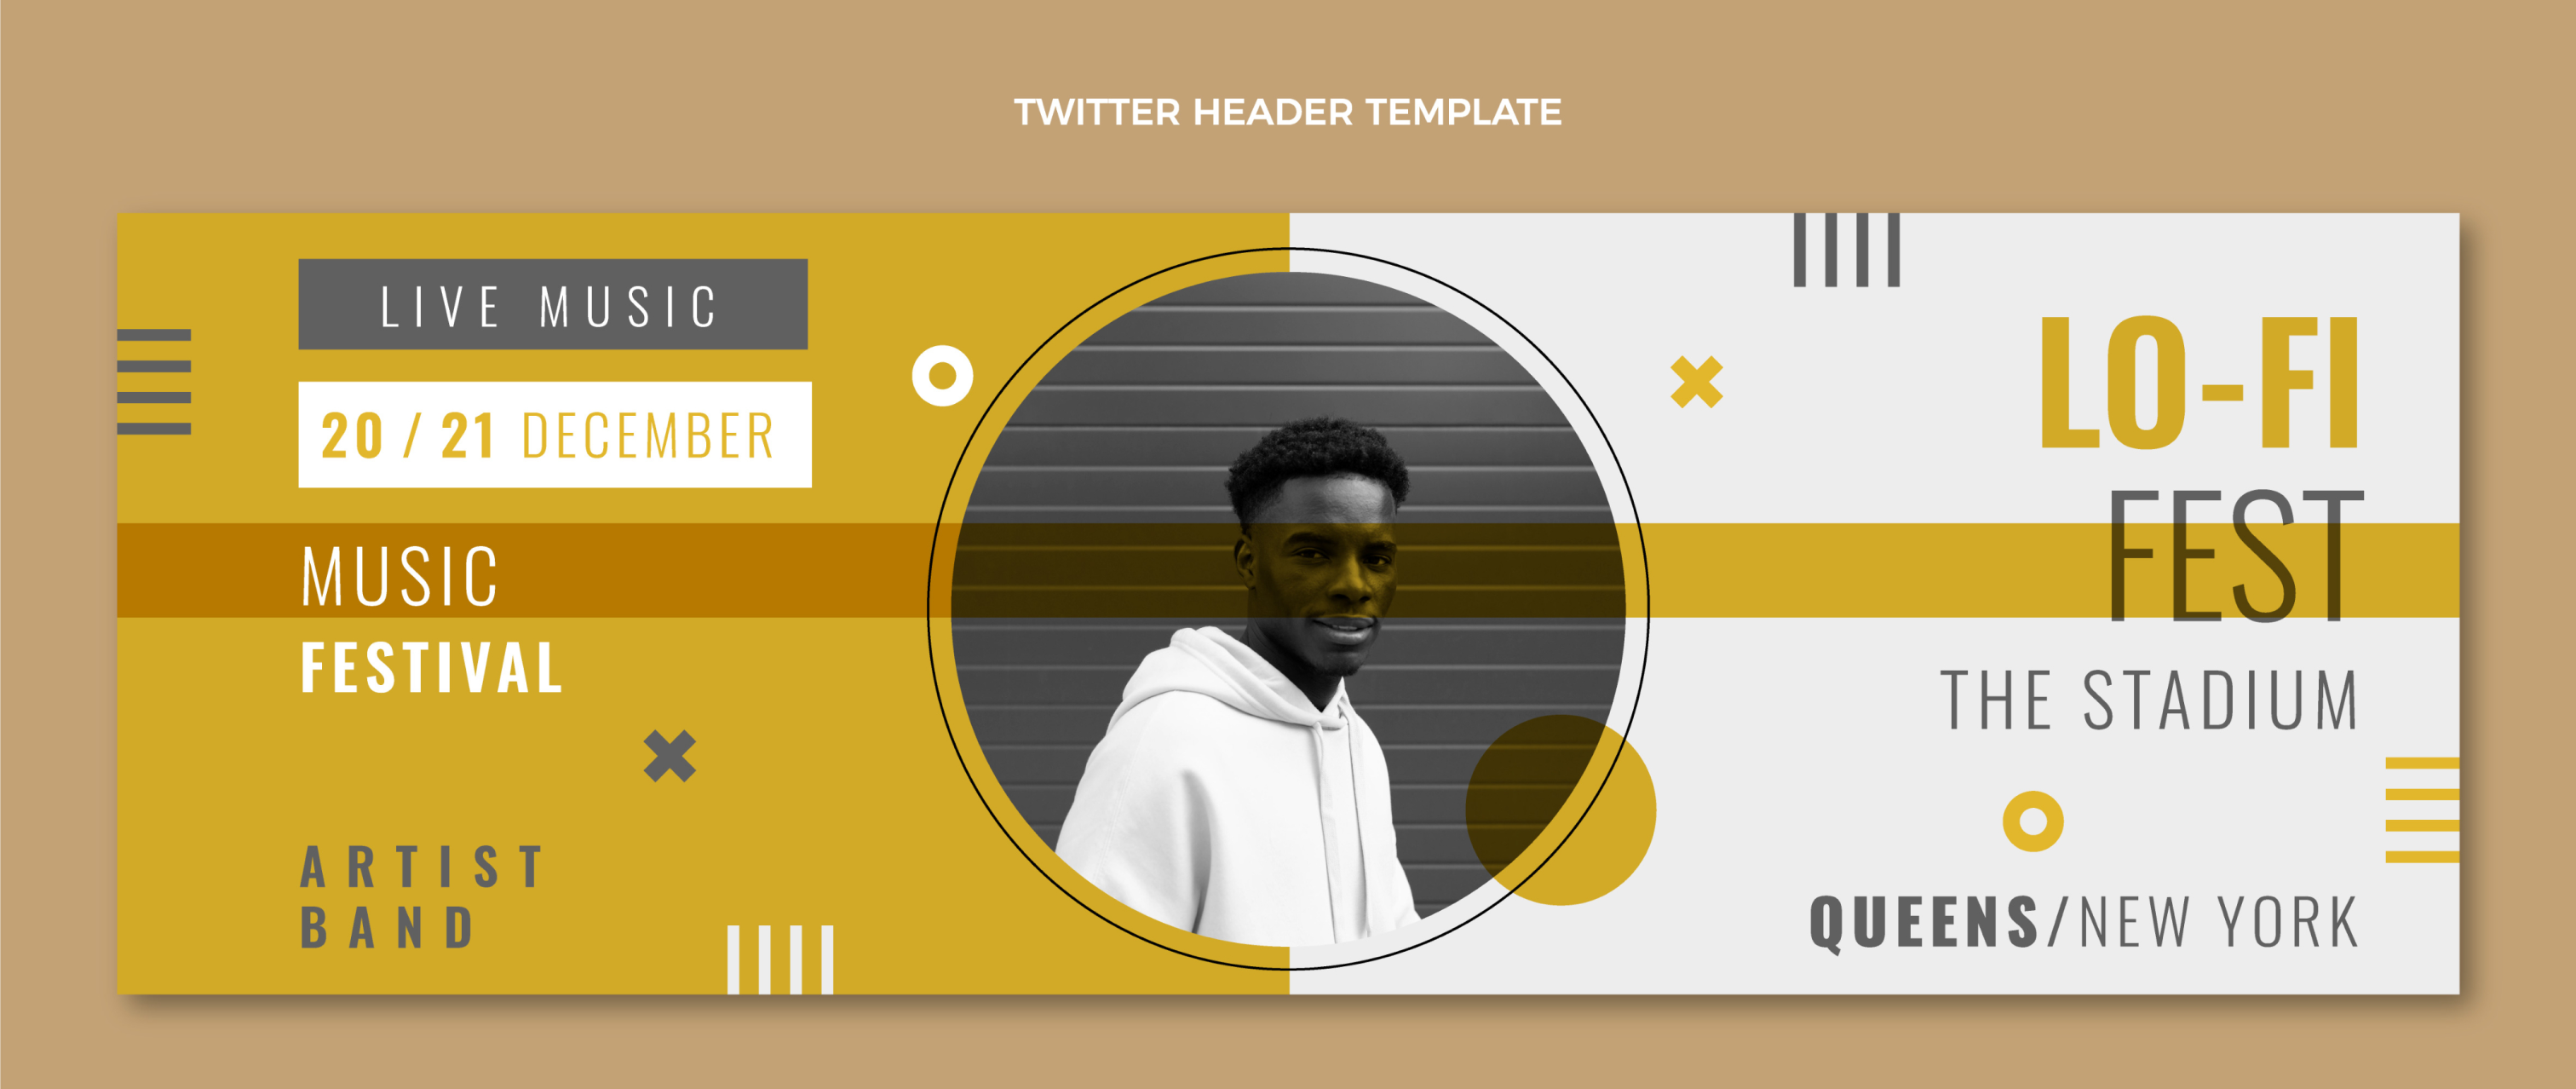 TWITTER HEADER TEMPLATE
LIVE MUSIC
20 / 21 DECEMBER
MUSIC
FESTIVAL
ARTIST
BAND
LO-FI
FEST
THE STADIUM
QUEENS/NEW YORK